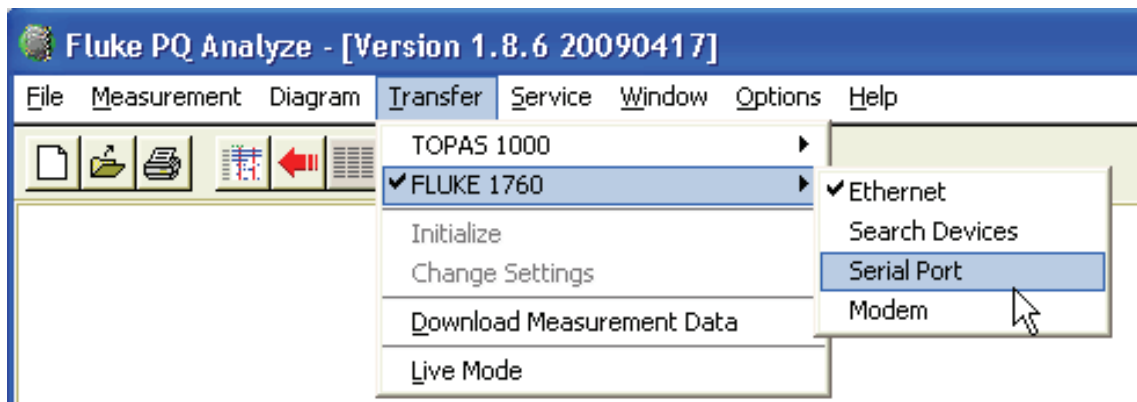 Fluke PQ Analyze - [Version 1.8.6 20090417]
File Measurement Diagram Transfer Service Window Options Help
TOPAS 1000
FLUKE 1760
Initialize
Change Settings
Download Measurement Data
Live Mode
Ethernet
Search Devices
Serial Port
Modem